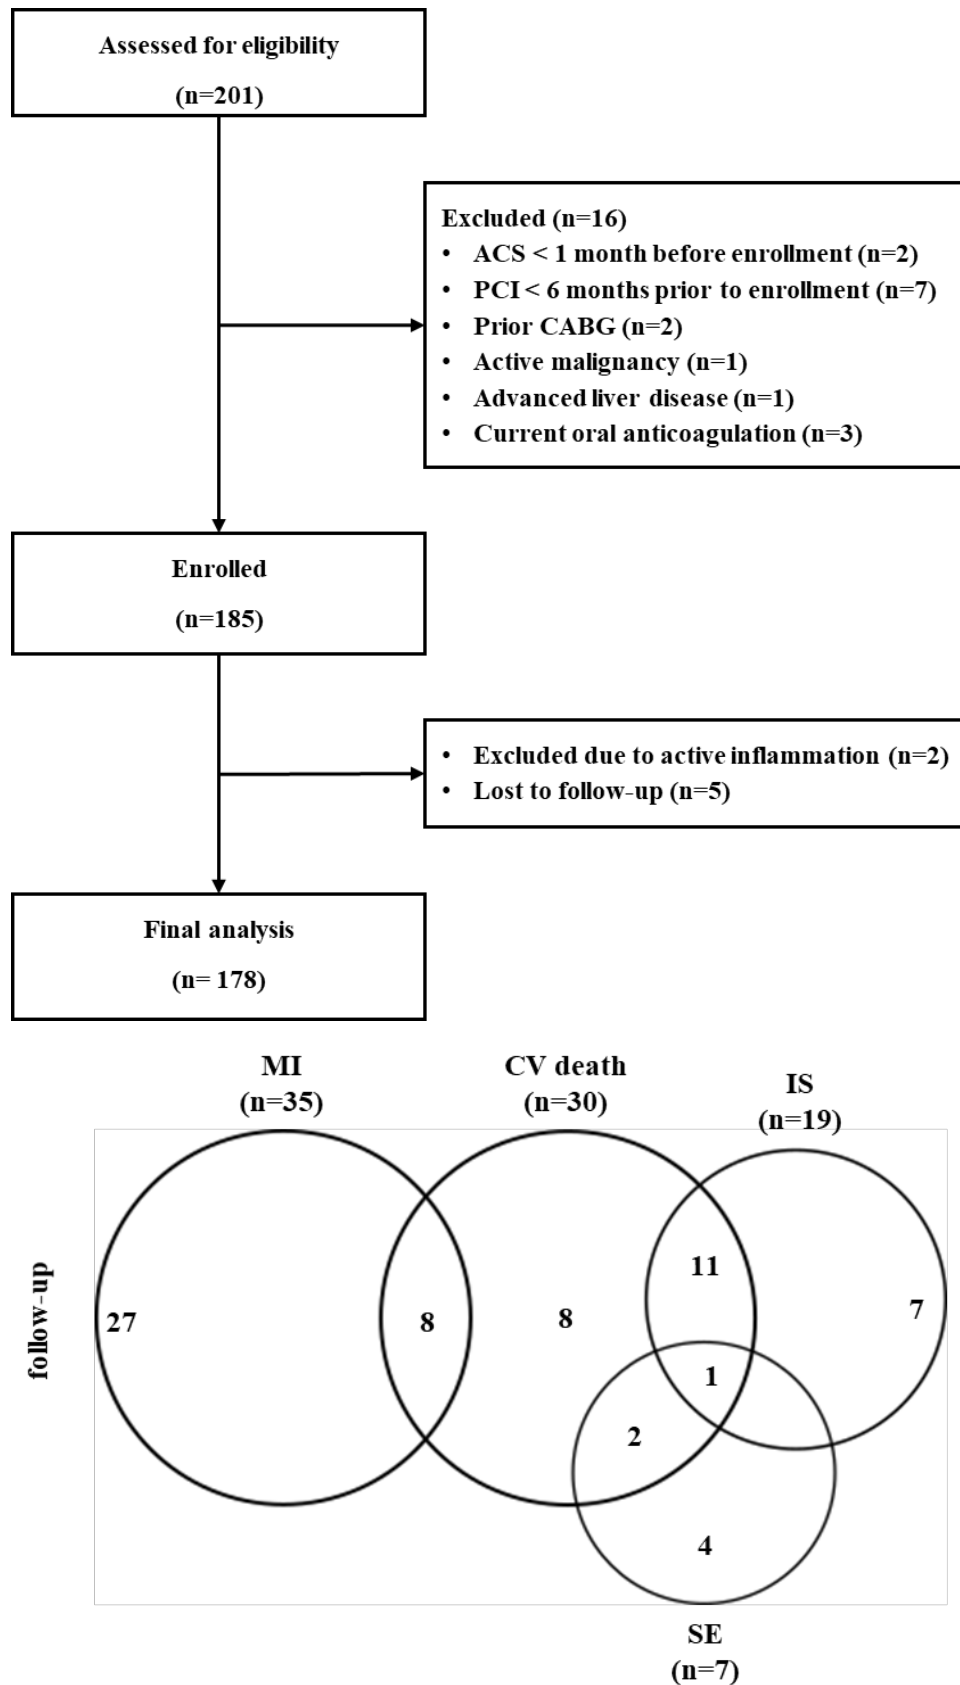 Assessed for eligibility
(n=201)
Excluded (n=16)
• ACS < 1 month before enrollment (n=2)
• PCI < 6 months prior to enrollment (n=7)
• Prior CABG (n=2)
• Active malignancy (n=1)
• Advanced liver disease (n=1)
• Current oral anticoagulation (n=3)
Enrolled
(n=185)
• Excluded due to active inflammation (n=2)
• Lost to follow-up (n=5)
Final analysis
(n= 178)
MI
(n=35)
CV death
(n=30)
IS
(n=19)
follow-up
27
8
8
11
7
1
2
4
SE
(n=7)